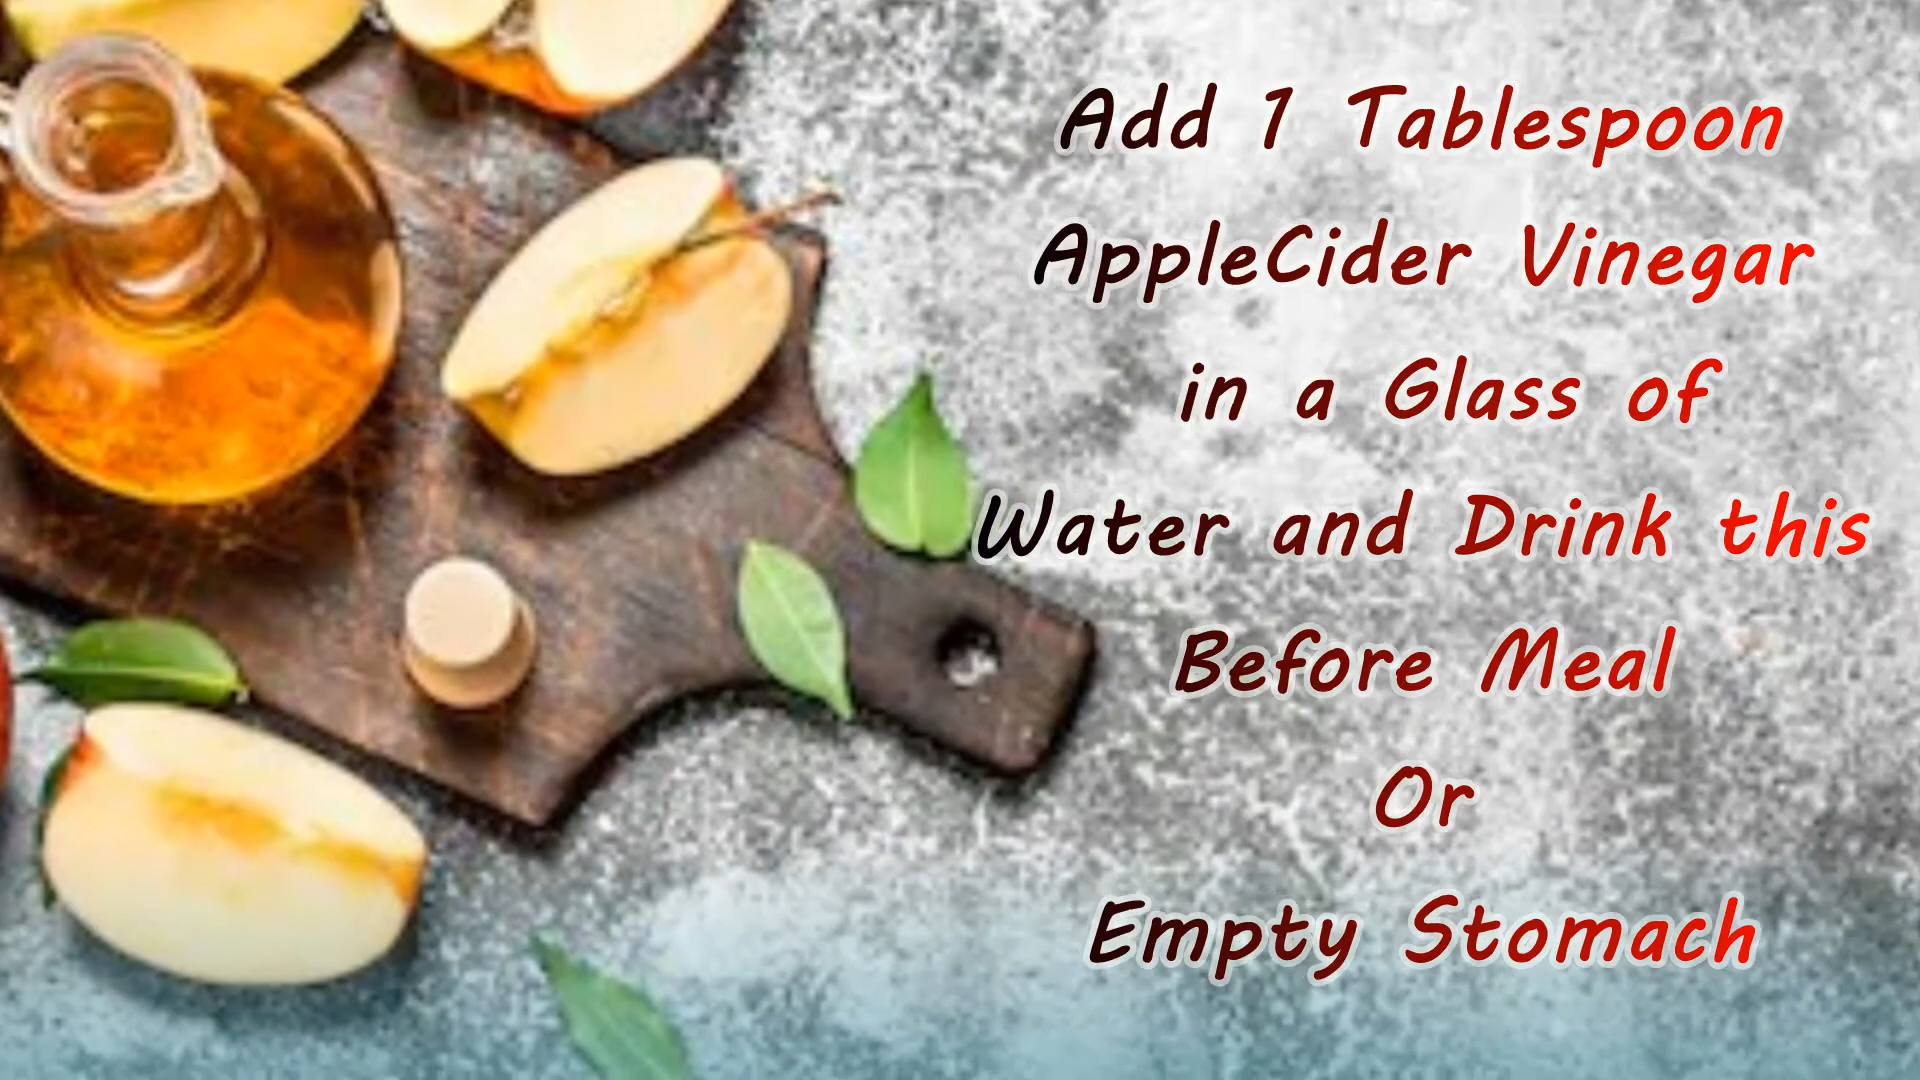 Add 1 Tablespoon
AppleCider Vinegar
in a Glass of
Water and Drink this
Before Meal
Or
Empty Stomach